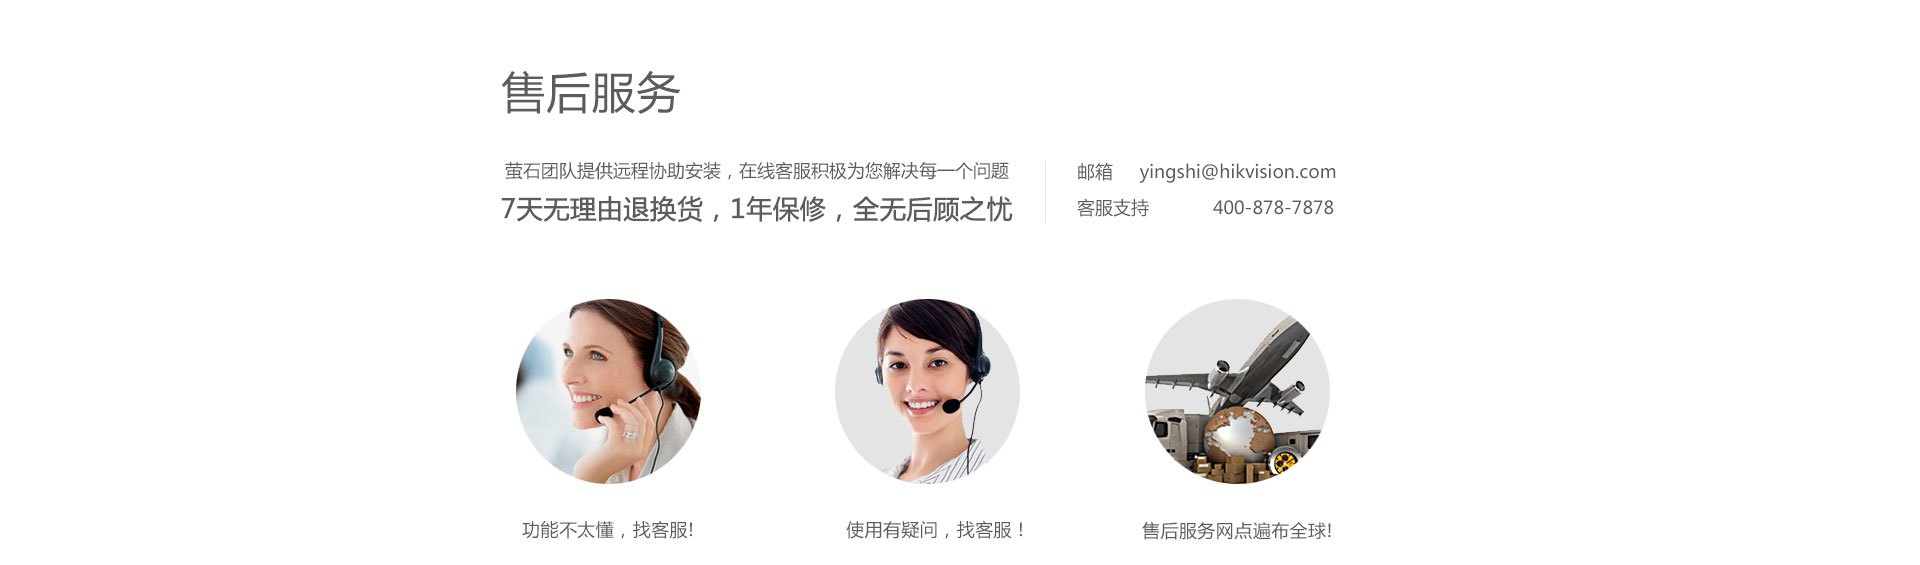 售后服务
萤石团队提供远程协助安装，在线客服积极为您解决每一个问题
7天无理由退换货，1年保修，全无后顾之忧
邮箱 yingshi@hikvision.com
客服支持 400-878-7878
功能不太懂，找客服!
使用有疑问，找客服！
售后服务网点遍布全球!